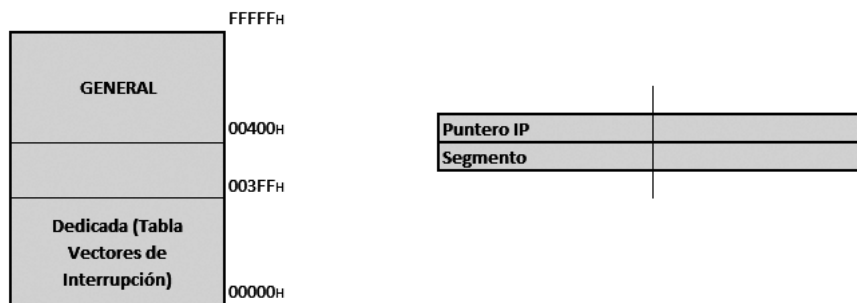 FFFFFH
GENERAL
00400H
003FFH
Dedicada (Tabla
Vectores de
Interrupción)
00000H
Puntero IP
Segmento